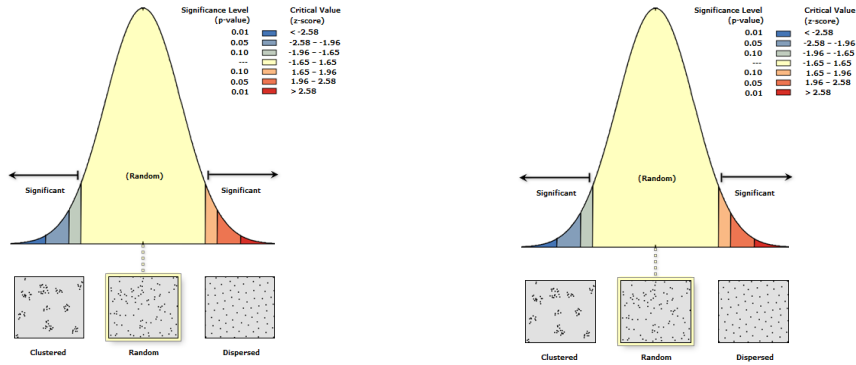 Significance Level Critical Value
(p-value) (z-score)
0.01 < -2.58
0.05 -2.58 – -1.96
0.10 -1.96 – -1.65
--- -1.65 – 1.65
0.10 1.65 – 1.96
0.05 1.96 – 2.58
0.01 > 2.58
(Random)
Significant Significant
Clustered Random Dispersed
Significance Level Critical Value
(p-value) (z-score)
0.01 < -2.58
0.05 -2.58 – -1.96
0.10 -1.96 – -1.65
--- -1.65 – 1.65
0.10 1.65 – 1.96
0.05 1.96 – 2.58
0.01 > 2.58
(Random)
Significant Significant
Clustered Random Dispersed